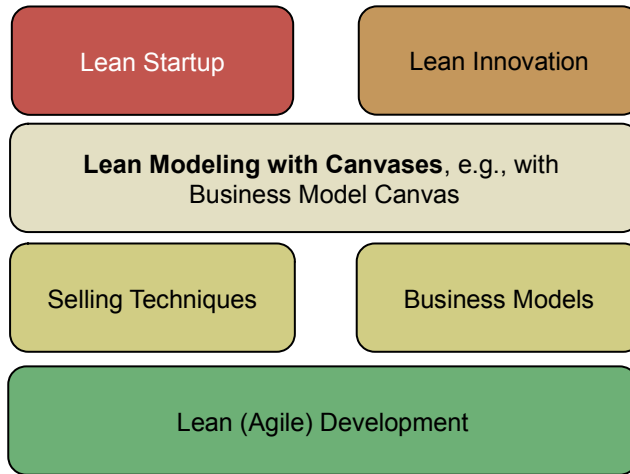 Lean Startup
Lean Innovation
Lean Modeling with Canvases, e.g., with
Business Model Canvas
Selling Techniques
Business Models
Lean (Agile) Development